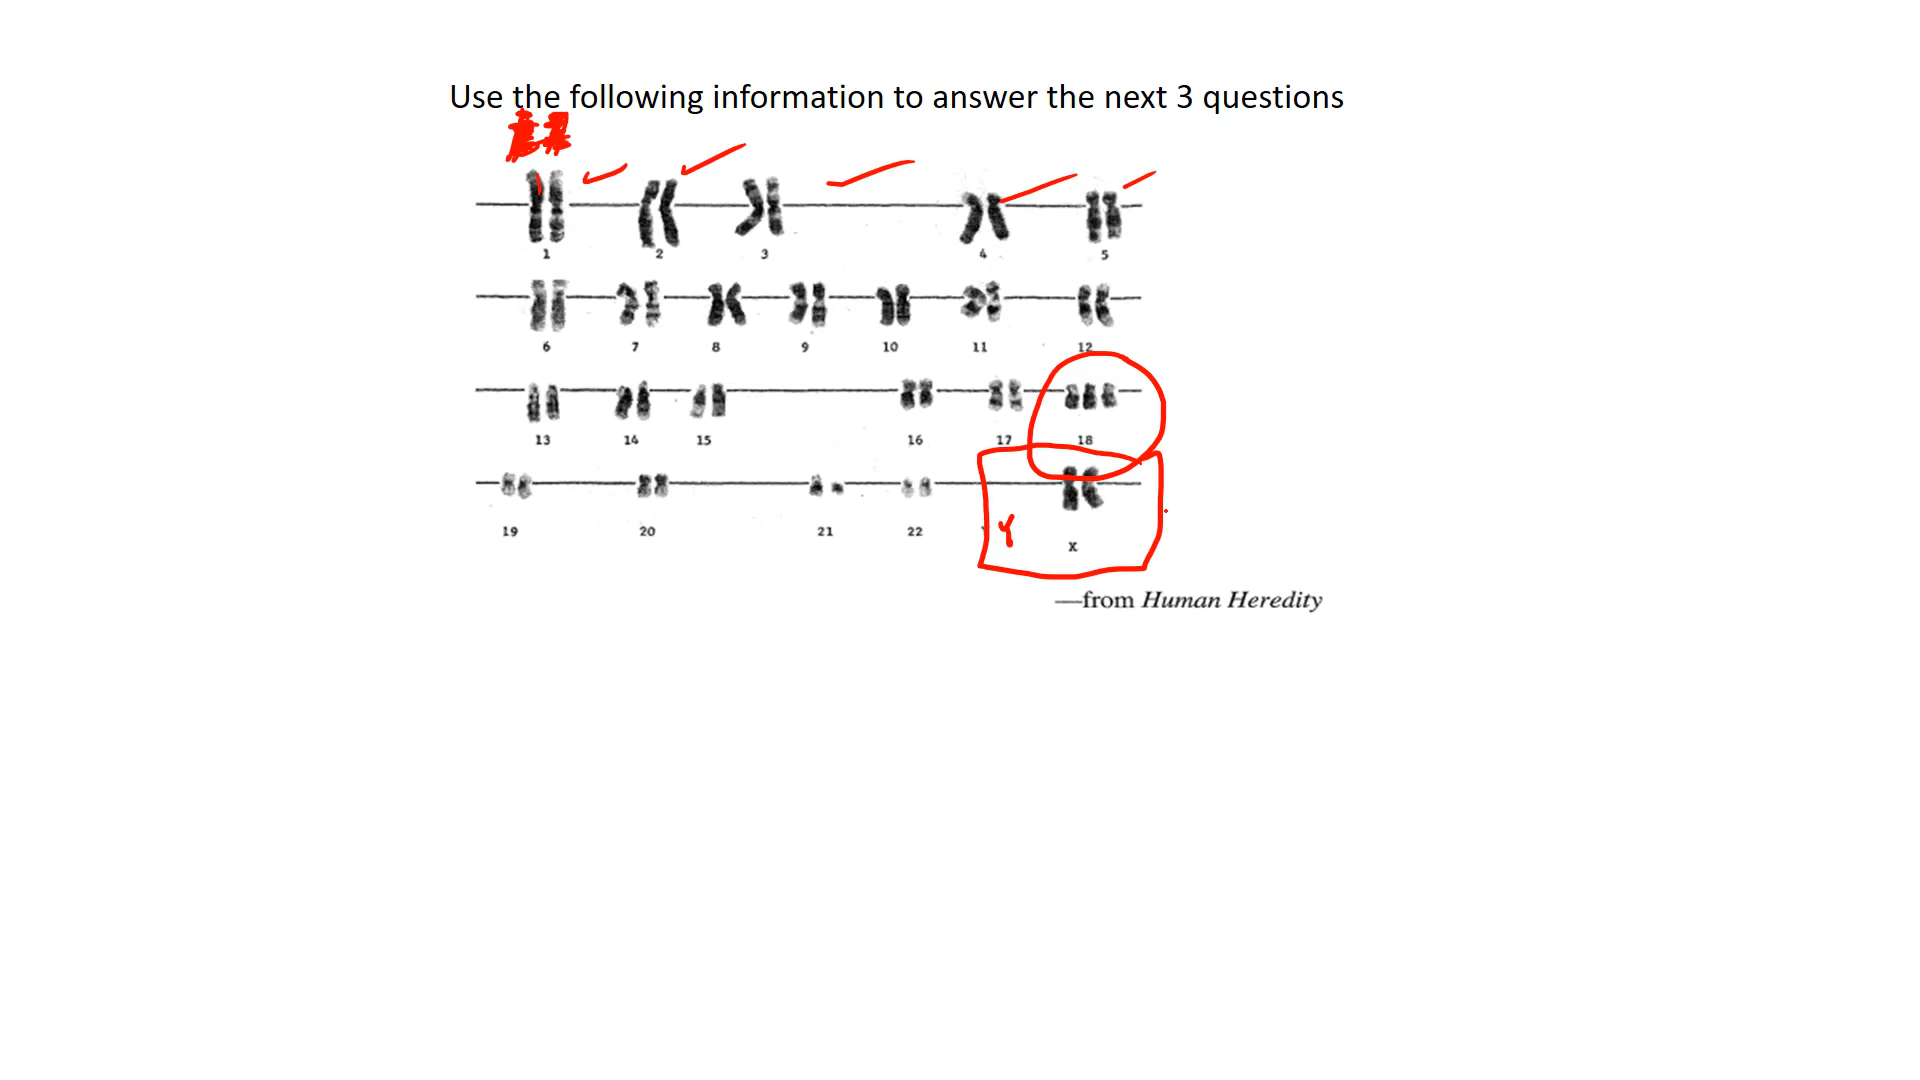 Use the following information to answer the next 3 questions
1 2 3 4 5
6 7 8 9 10 11 12
13 14 15 16 17 18
19 20 21 22 Y X
—from Human Heredity